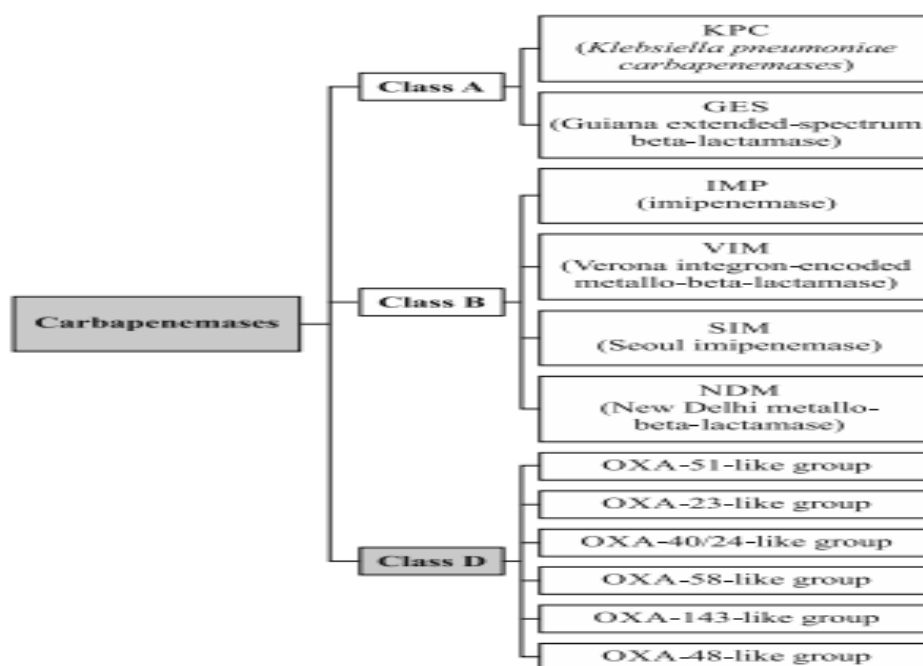 Carbapenemases
Class A
KPC
(Klebsiella pneumoniae
carbapenemases)
GES
(Guiana extended-spectrum
beta-lactamase)
Class B
IMP
(imipenemase)
VIM
(Verona integron-encoded
metallo-beta-lactamase)
SIM
(Seoul imipenemase)
NDM
(New Delhi metallo-
beta-lactamase)
Class D
OXA-51-like group
OXA-23-like group
OXA-40/24-like group
OXA-58-like group
OXA-143-like group
OXA-48-like group